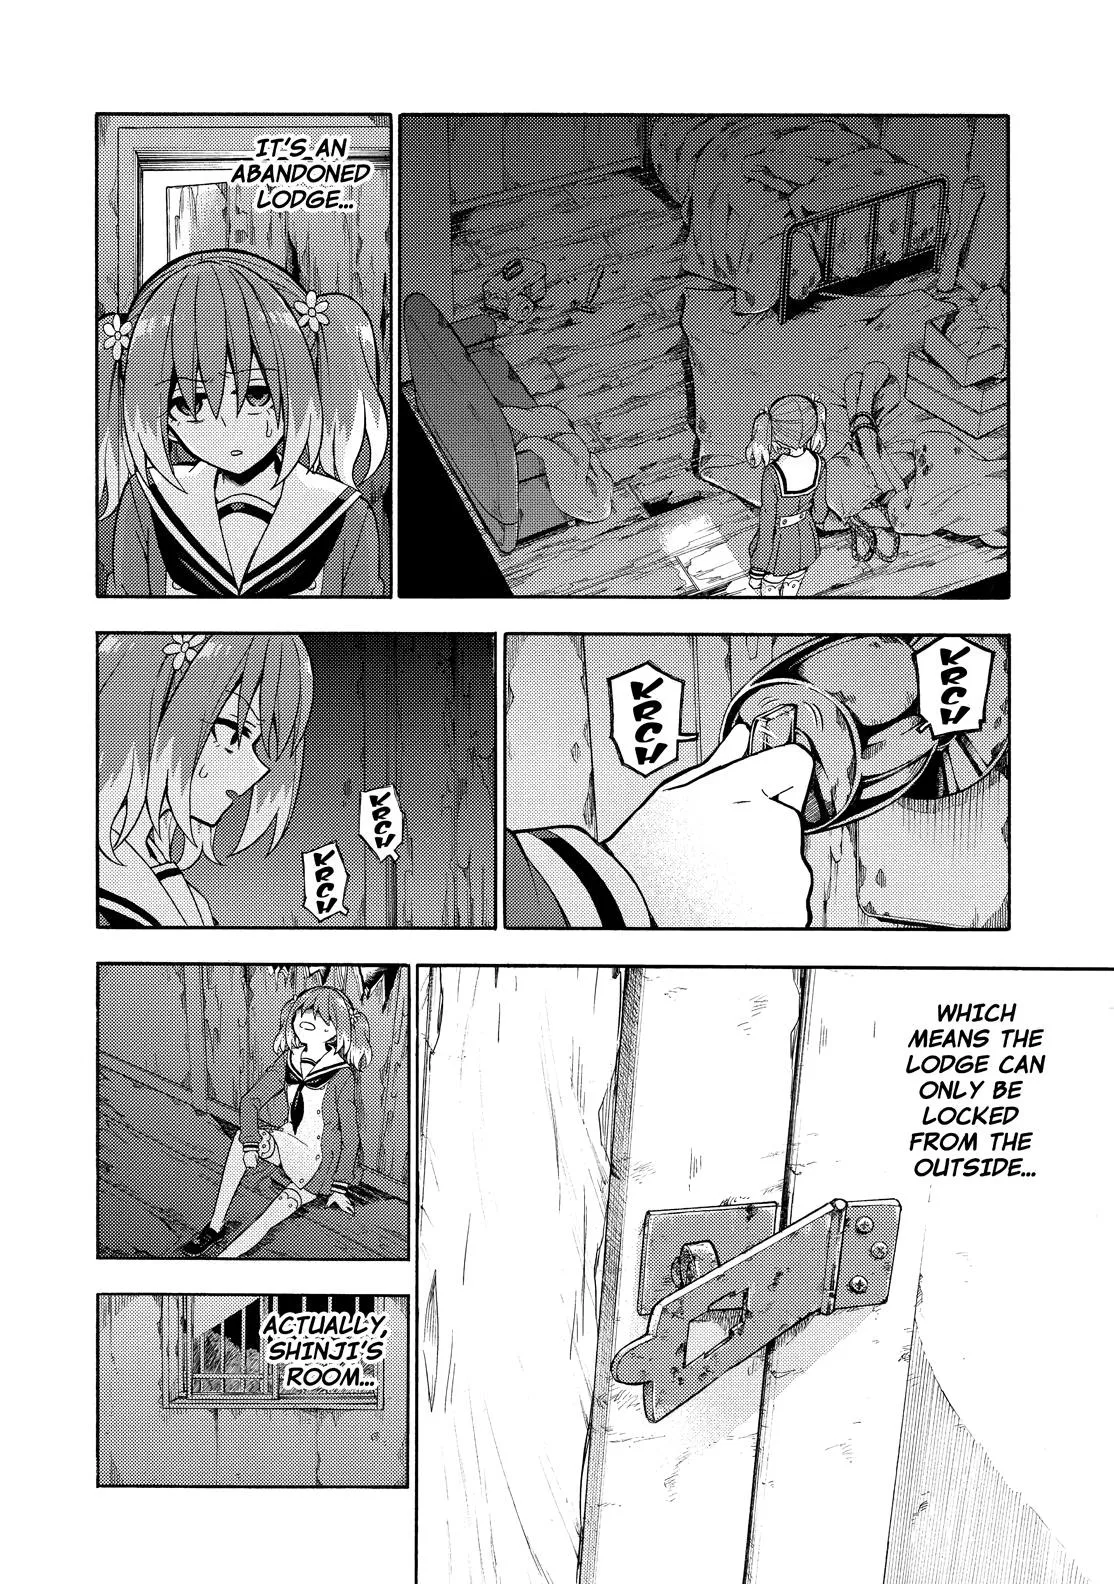 IT'S AN
ABANDONED
LODGE...
KRCH
KRCH
KRCH
KRCH
WHICH
MEANS THE
LODGE CAN
ONLY BE
LOCKED
FROM THE
OUTSIDE...
ACTUALLY,
SHINJI'S
ROOM...